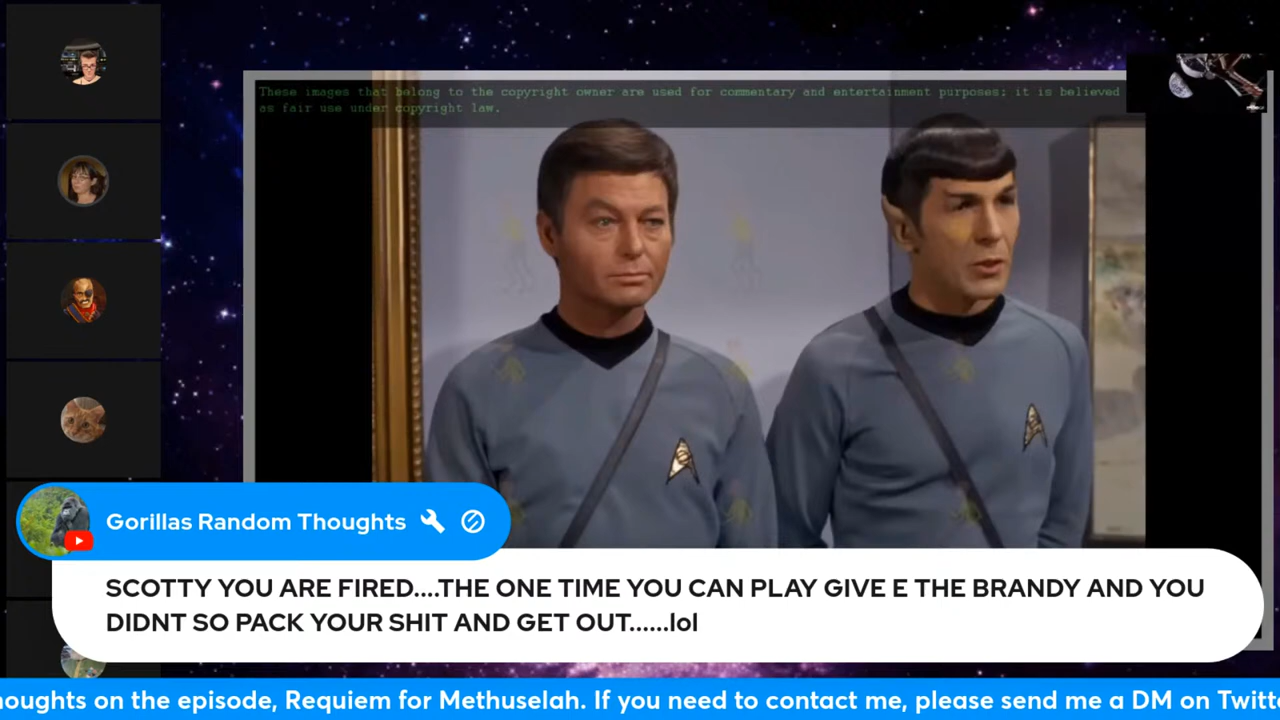 These images that belong to the copyright owner are used for commentary and entertainment purposes; it is believed
as fair use under copyright law.
Gorillas Random Thoughts
SCOTTY YOU ARE FIRED....THE ONE TIME YOU CAN PLAY GIVE E THE BRANDY AND YOU
DIDNT SO PACK YOUR SHIT AND GET OUT......lol
houghts on the episode, Requiem for Methuselah. If you need to contact me, please send me a DM on Twitt